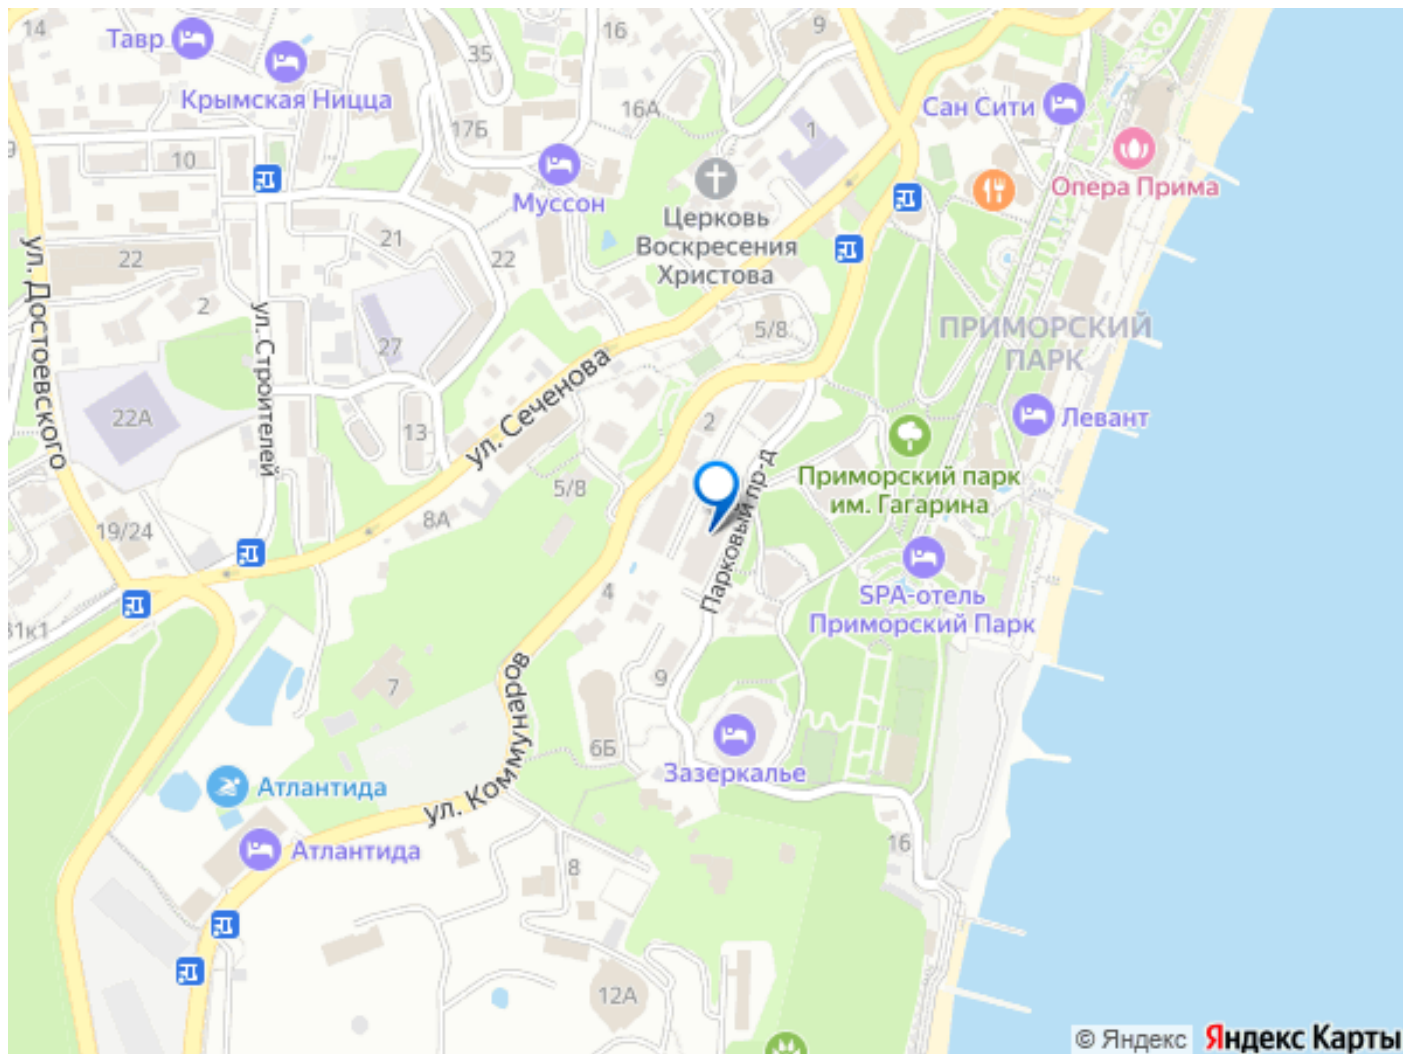 14
Тавр
Крымская Ницца
35
16
9
16А
17Б
1
Сан Сити
10
Муссон
Опера Прима
Церковь
Воскресения
Христова
ул. Достоевского
22
21
22
2
ул. Строителей
27
5/8
ПРИМОРСКИЙ
ПАРК
22А
13
ул. Сеченова
2
Левант
Приморский парк
им. Гагарина
Парковый пр-д
5/8
8А
19/24
4
SPA-отель
Приморский Парк
31к1
7
9
ул. Коммунаров
6Б
Зазеркалье
Атлантида
Атлантида
16
8
12А
© Яндекс
Яндекс Карты